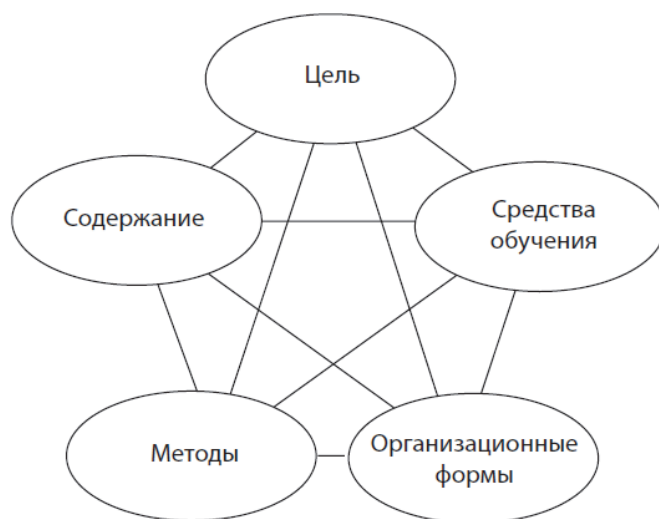 Цель
Содержание
Средства
обучения
Методы
Организационные
формы